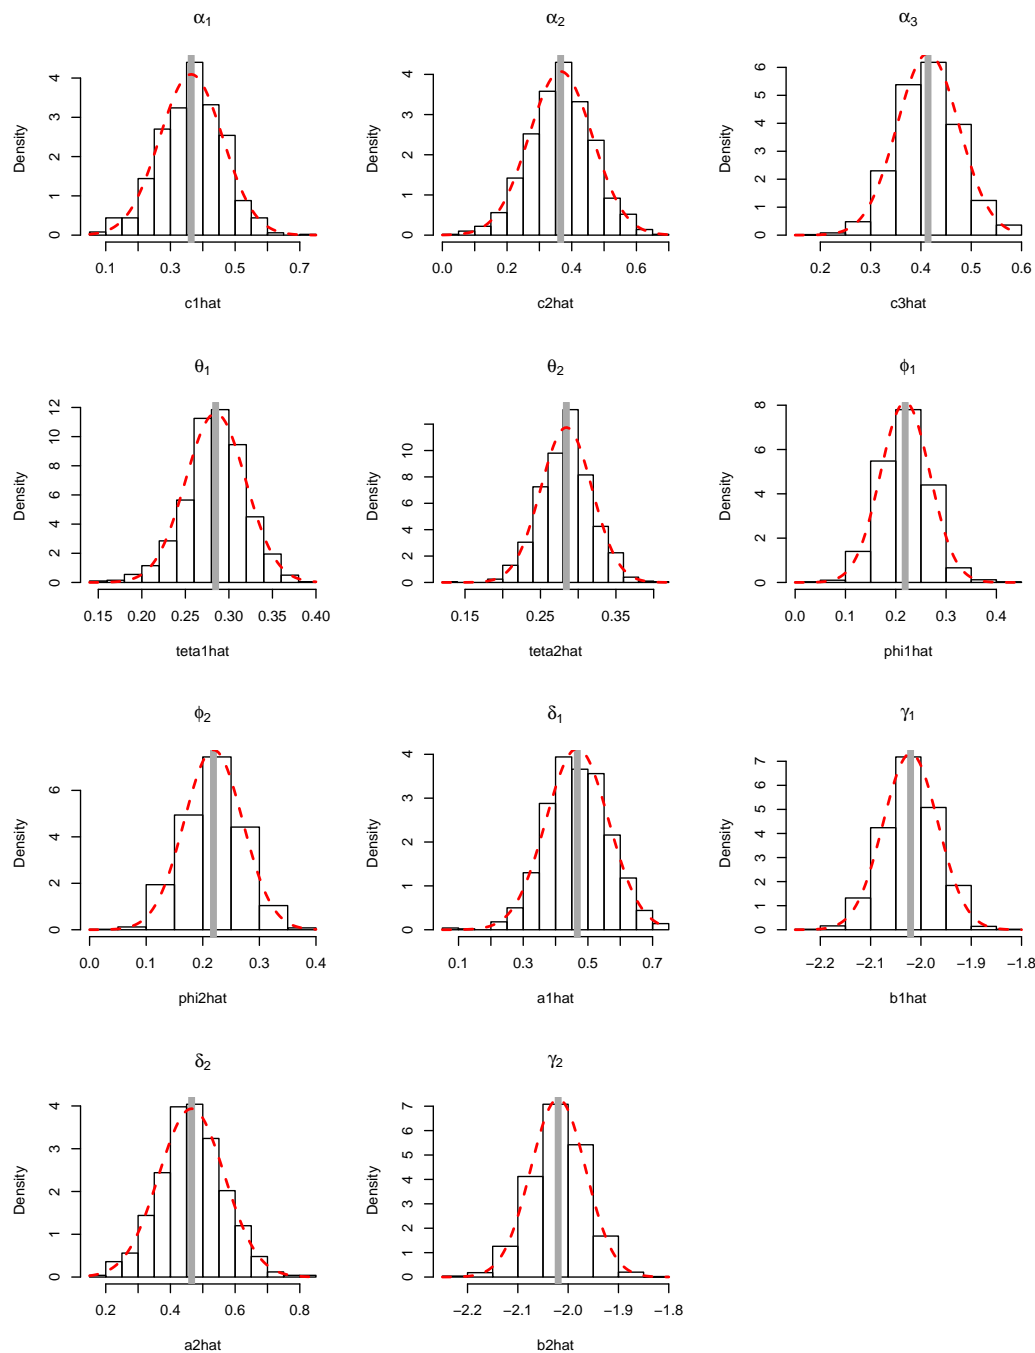 α1
Density
0 1 2 3 4
0.1 0.3 0.5 0.7
c1hat
α2
Density
0 1 2 3 4
0.0 0.2 0.4 0.6
c2hat
α3
Density
0 1 2 3 4 5 6
0.2 0.3 0.4 0.5 0.6
c3hat
θ1
Density
0 2 4 6 8 10 12
0.15 0.20 0.25 0.30 0.35 0.40
teta1hat
θ2
Density
0 2 4 6 8 10
0.15 0.25 0.35
teta2hat
ϕ1
Density
0 2 4 6 8
0.0 0.1 0.2 0.3 0.4
phi1hat
ϕ2
Density
0 2 4 6
0.0 0.1 0.2 0.3 0.4
phi2hat
δ1
Density
0 1 2 3 4
0.1 0.3 0.5 0.7
a1hat
γ1
Density
0 1 2 3 4 5 6 7
−2.2 −2.1 −2.0 −1.9 −1.8
b1hat
δ2
Density
0 1 2 3 4
0.2 0.4 0.6 0.8
a2hat
γ2
Density
0 1 2 3 4 5 6 7
−2.2 −2.1 −2.0 −1.9 −1.8
b2hat